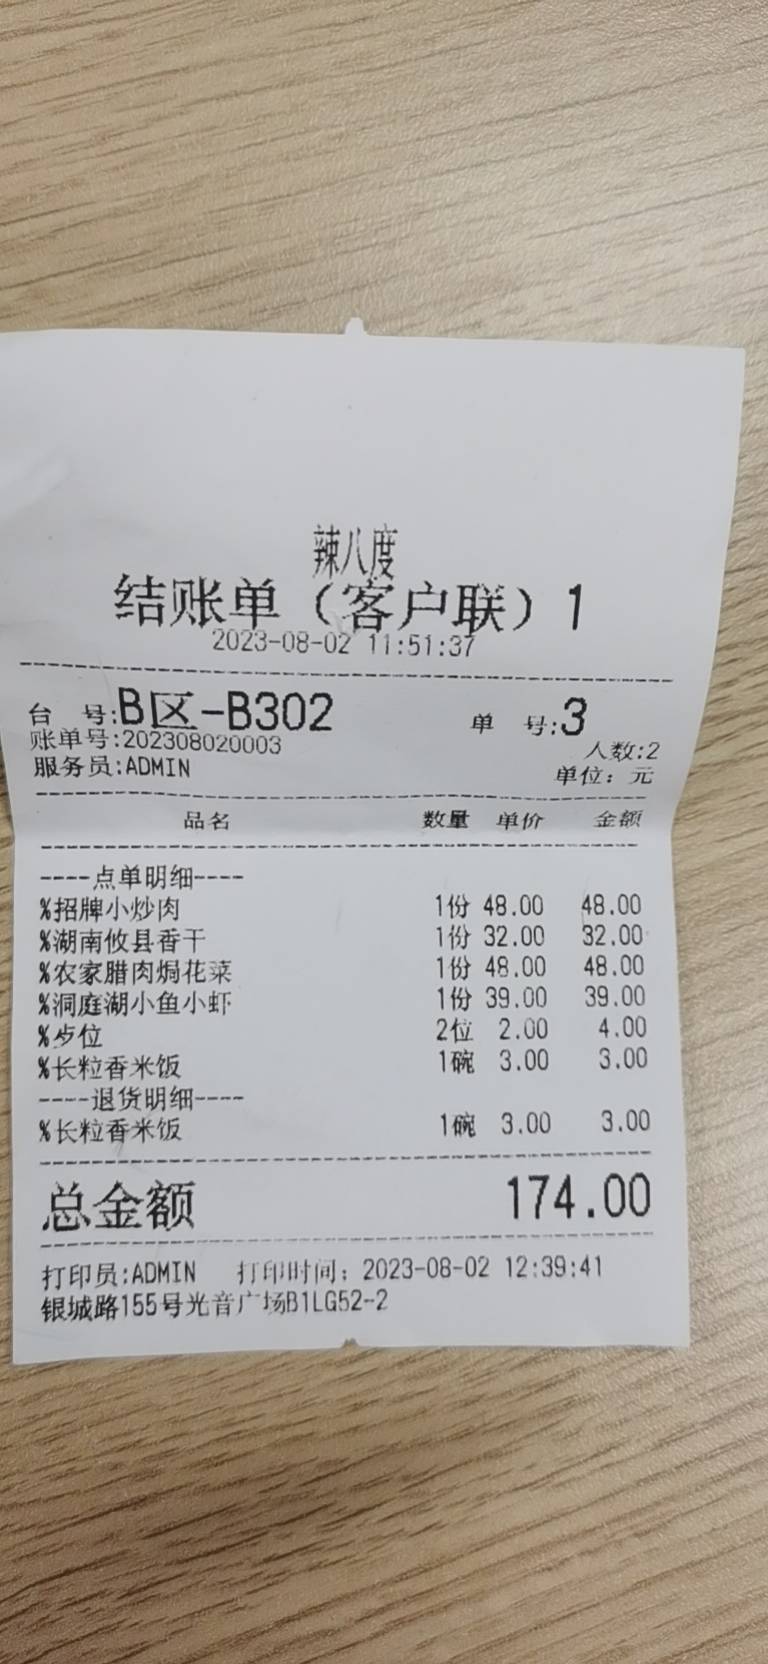 辣八度
结账单（客户联）1
2023-08-02 11:51:37
台 号:B区-B302 单 号:3
账单号:202308020003 人数:2
服务员:ADMIN 单位：元
品名 数量 单价 金额
----点单明细----
%招牌小炒肉 1份 48.00 48.00
%湖南攸县香干 1份 32.00 32.00
%农家腊肉焗花菜 1份 48.00 48.00
%洞庭湖小鱼小虾 1份 39.00 39.00
%歺位 2位 2.00 4.00
%长粒香米饭 1碗 3.00 3.00
----退货明细----
%长粒香米饭 1碗 3.00 3.00
总金额 174.00
打印员:ADMIN 打印时间：2023-08-02 12:39:41
银城路155号光音广场B1LG52-2